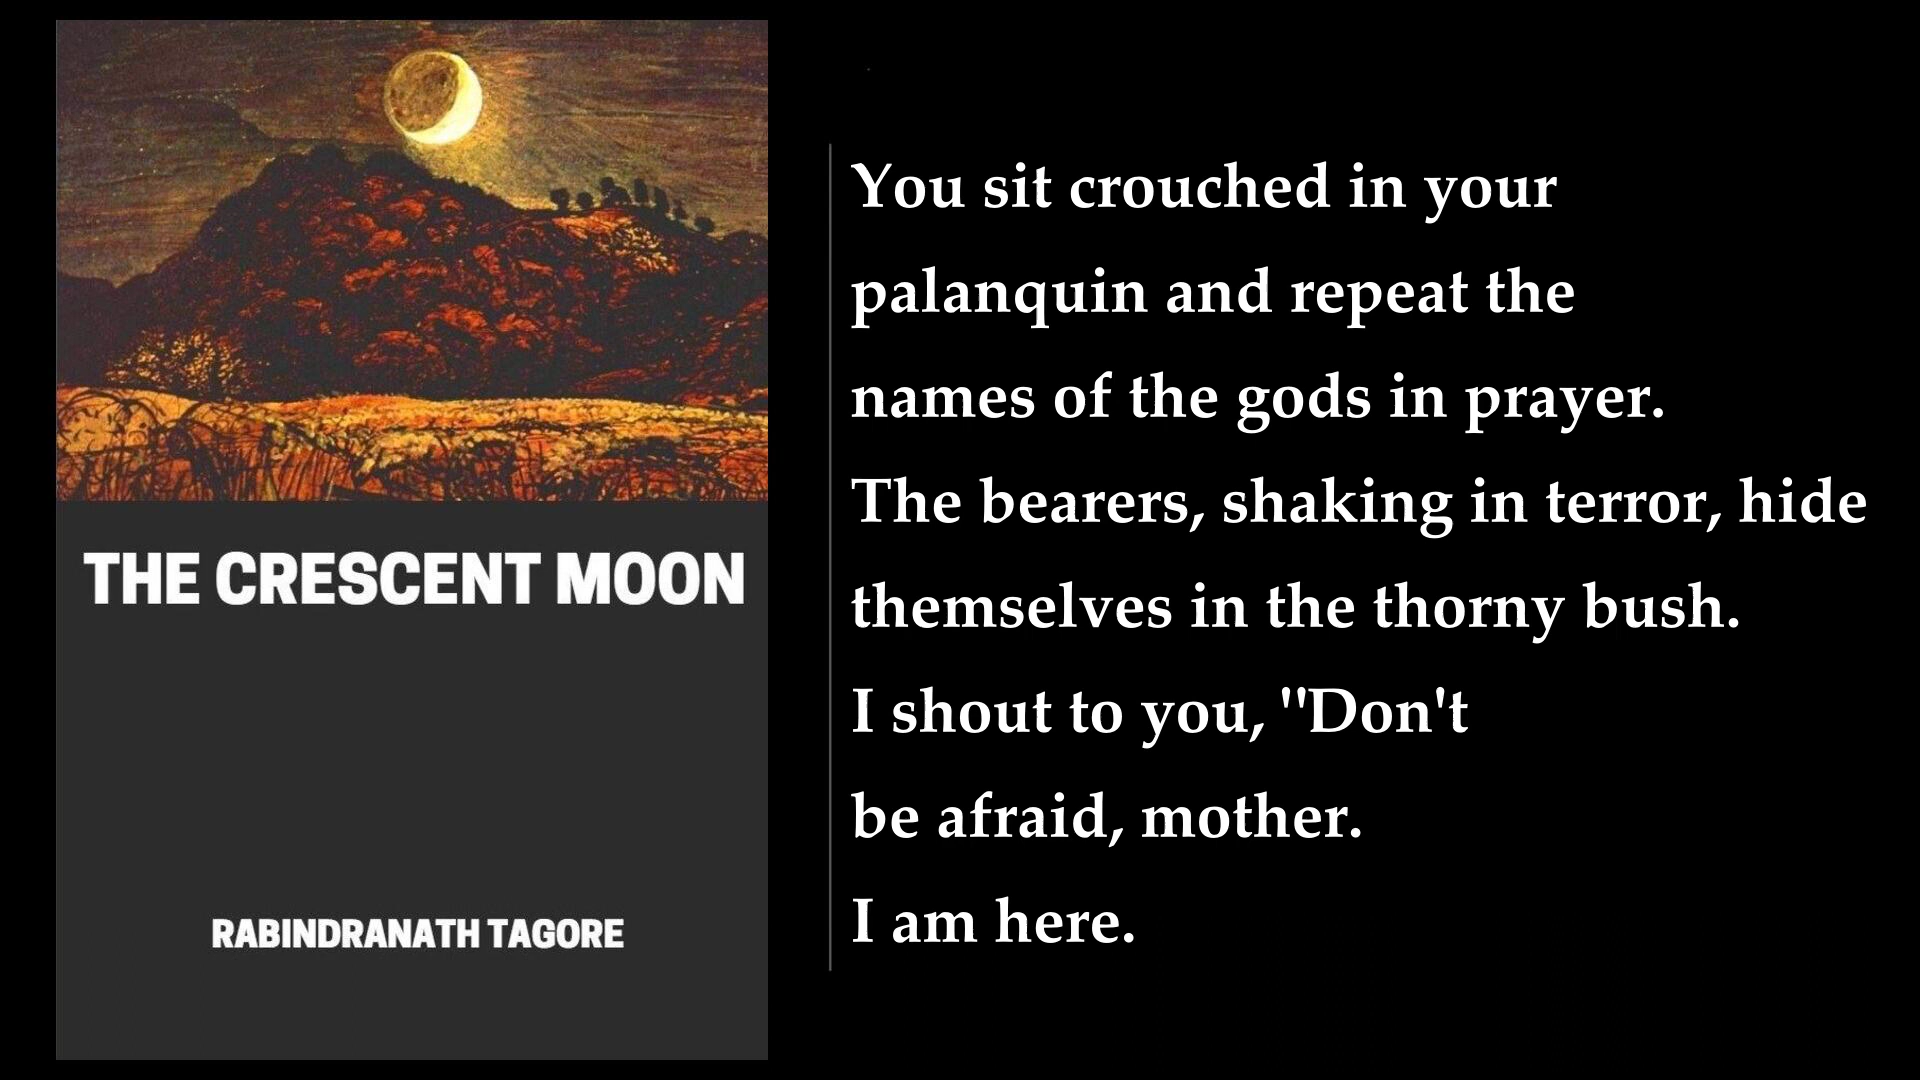 THE CRESCENT MOON
RABINDRANATH TAGORE
You sit crouched in your
palanquin and repeat the
names of the gods in prayer.
The bearers, shaking in terror, hide
themselves in the thorny bush.
I shout to you, "Don't
be afraid, mother.
I am here.